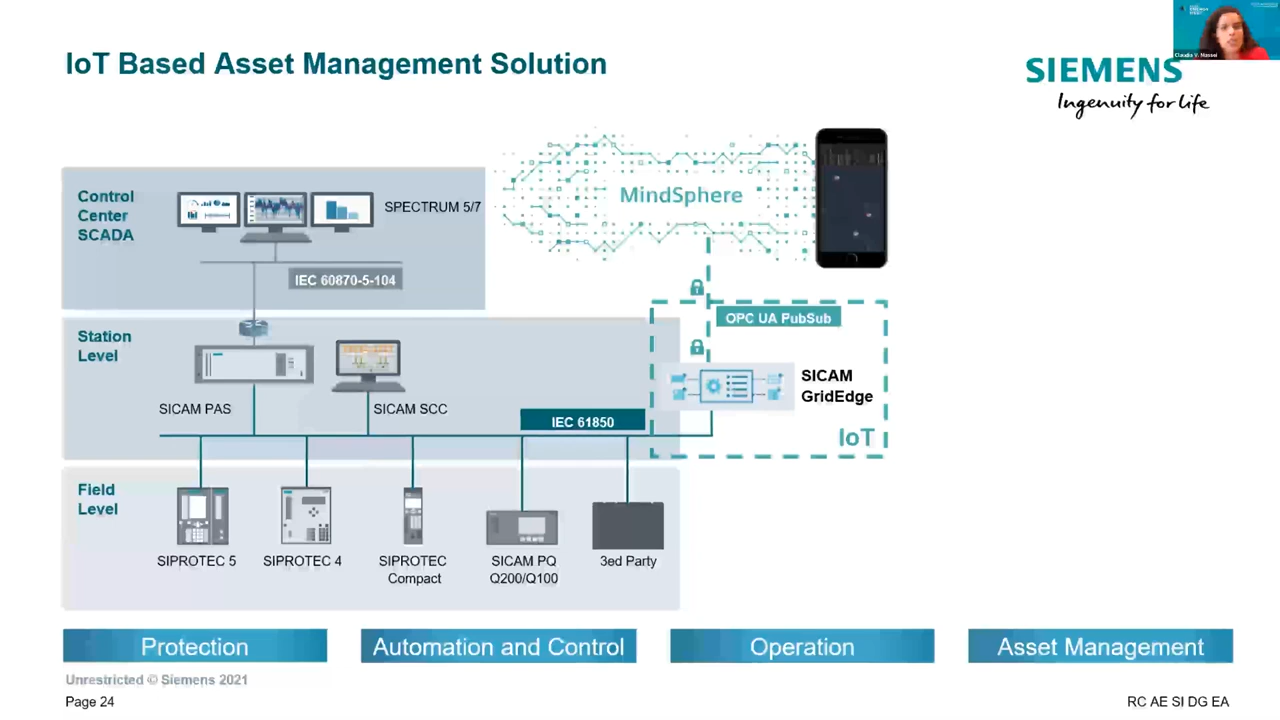 IoT Based Asset Management Solution
SIEMENS
Ingenuity for life
Claudia V. Massei
MindSphere
Control
Center
SCADA
SPECTRUM 5/7
IEC 60870-5-104
OPC UA PubSub
Station
Level
SICAM
GridEdge
SICAM PAS
SICAM SCC
IEC 61850
IoT
Field
Level
SIPROTEC 5
SIPROTEC 4
SIPROTEC
Compact
SICAM PQ
Q200/Q100
3ed Party
Protection
Automation and Control
Operation
Asset Management
Unrestricted © Siemens 2021
Page 24
RC AE SI DG EA